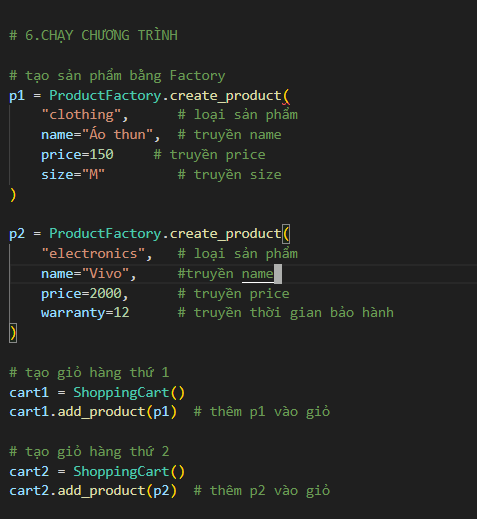 # 6.CHẠY CHƯƠNG TRÌNH
# tạo sản phẩm bằng Factory
p1 = ProductFactory.create_product(
    "clothing",       # loại sản phẩm
    name="Áo thun",  # truyền name
    price=150     # truyền price
    size="M"         # truyền size
)
p2 = ProductFactory.create_product(
    "electronics",   # loại sản phẩm
    name="Vivo",     #truyền name
    price=2000,      # truyền price
    warranty=12      # truyền thời gian bảo hành
)
# tạo giỏ hàng thứ 1
cart1 = ShoppingCart()
cart1.add_product(p1)  # thêm p1 vào giỏ
# tạo giỏ hàng thứ 2
cart2 = ShoppingCart()
cart2.add_product(p2)  # thêm p2 vào giỏ